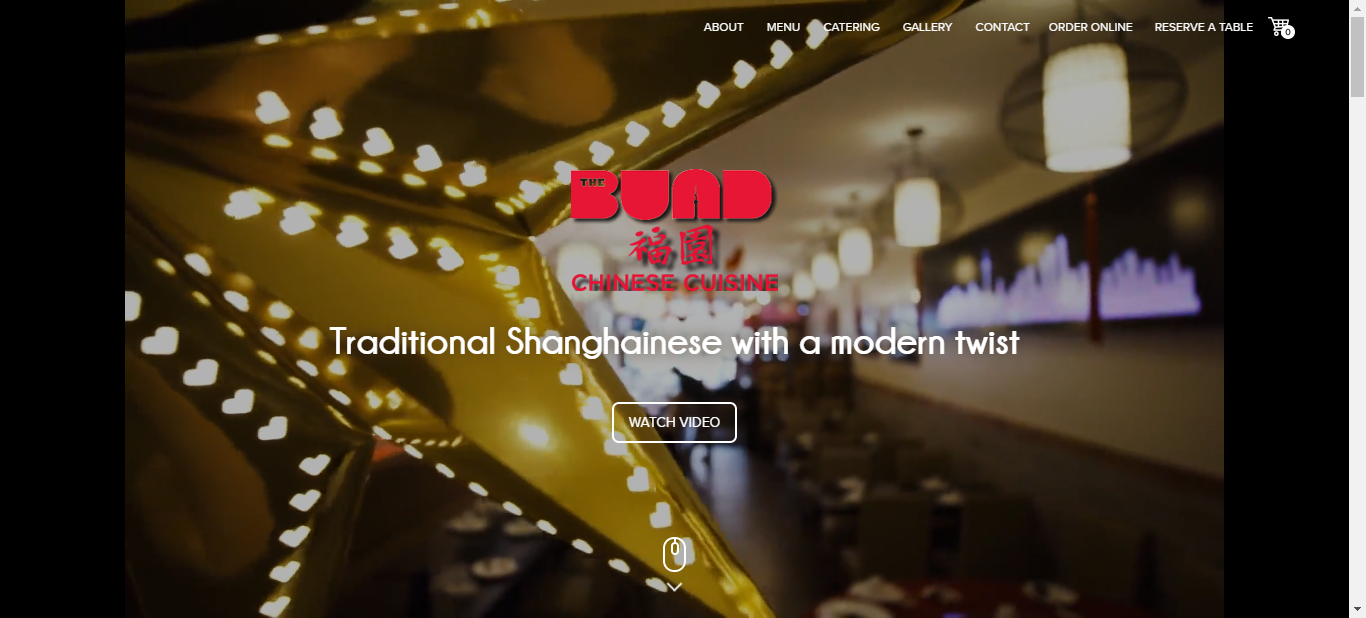 ABOUT MENU CATERING GALLERY CONTACT ORDER ONLINE RESERVE A TABLE 0
THE
BUND
福園
CHINESE CUISINE
Traditional Shanghainese with a modern twist
WATCH VIDEO